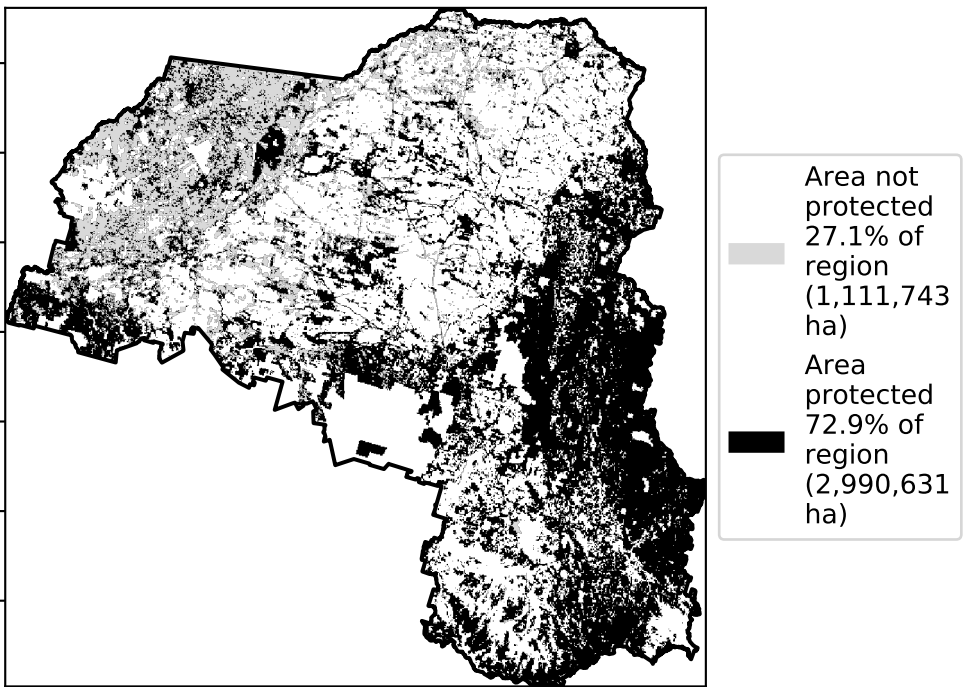 Area not
protected
27.1% of
region
(1,111,743
ha)
Area
protected
72.9% of
region
(2,990,631
ha)